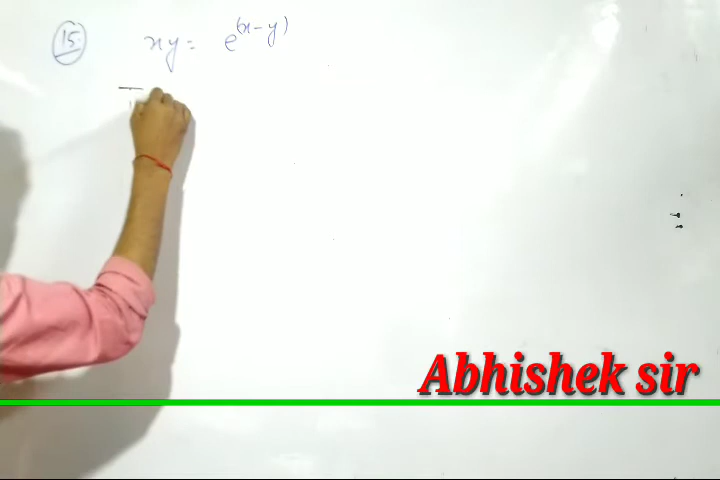 15. xy = e^(x-y)
T
Abhishek sir